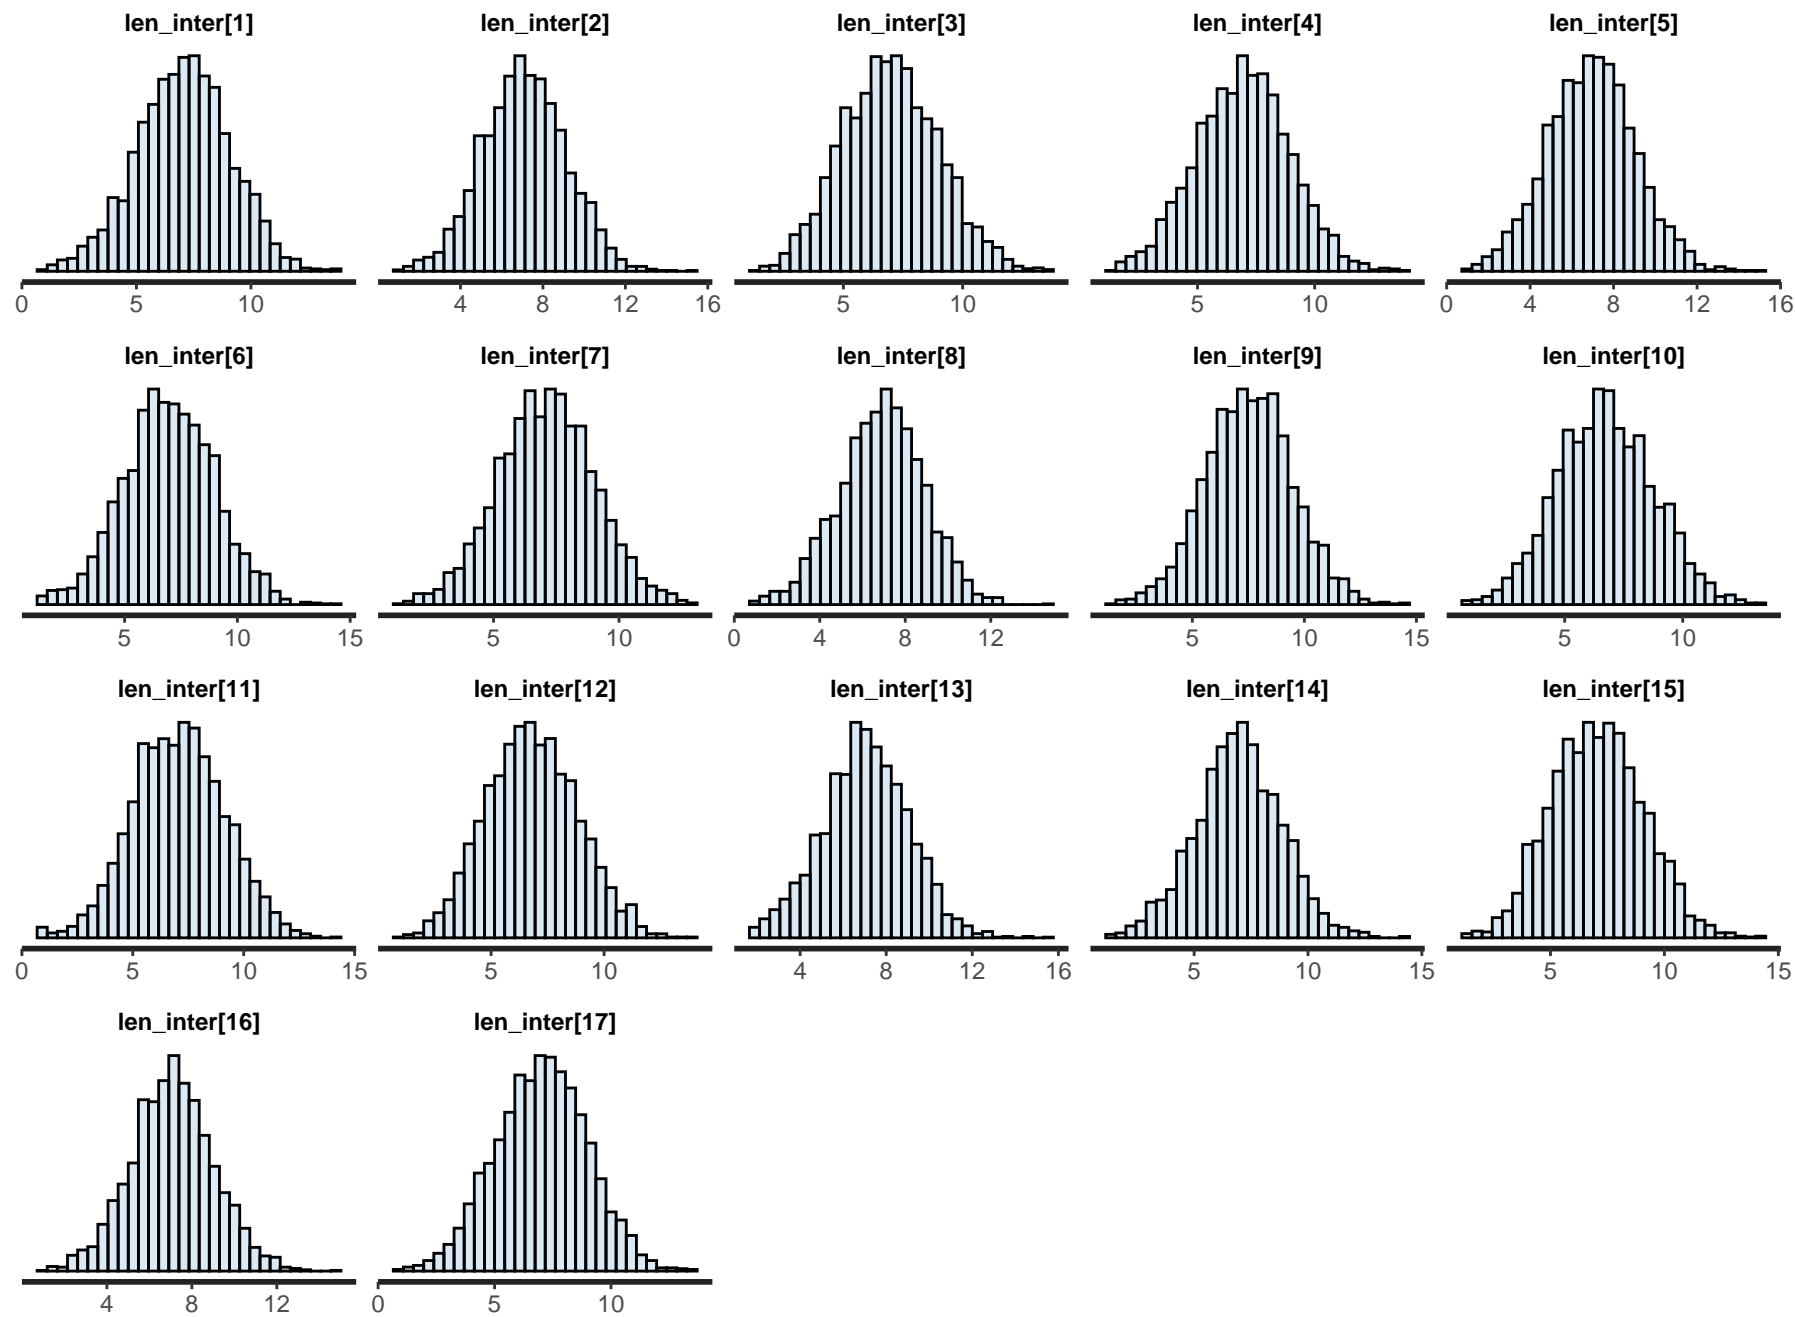 len_inter[1] len_inter[2] len_inter[3] len_inter[4] len_inter[5]
0 5 10 4 8 12 16 5 10 5 10 0 4 8 12 16
len_inter[6] len_inter[7] len_inter[8] len_inter[9] len_inter[10]
5 10 15 5 10 0 4 8 12 5 10 15 5 10
len_inter[11] len_inter[12] len_inter[13] len_inter[14] len_inter[15]
0 5 10 15 5 10 4 8 12 16 5 10 15 5 10 15
len_inter[16] len_inter[17]
4 8 12 0 5 10